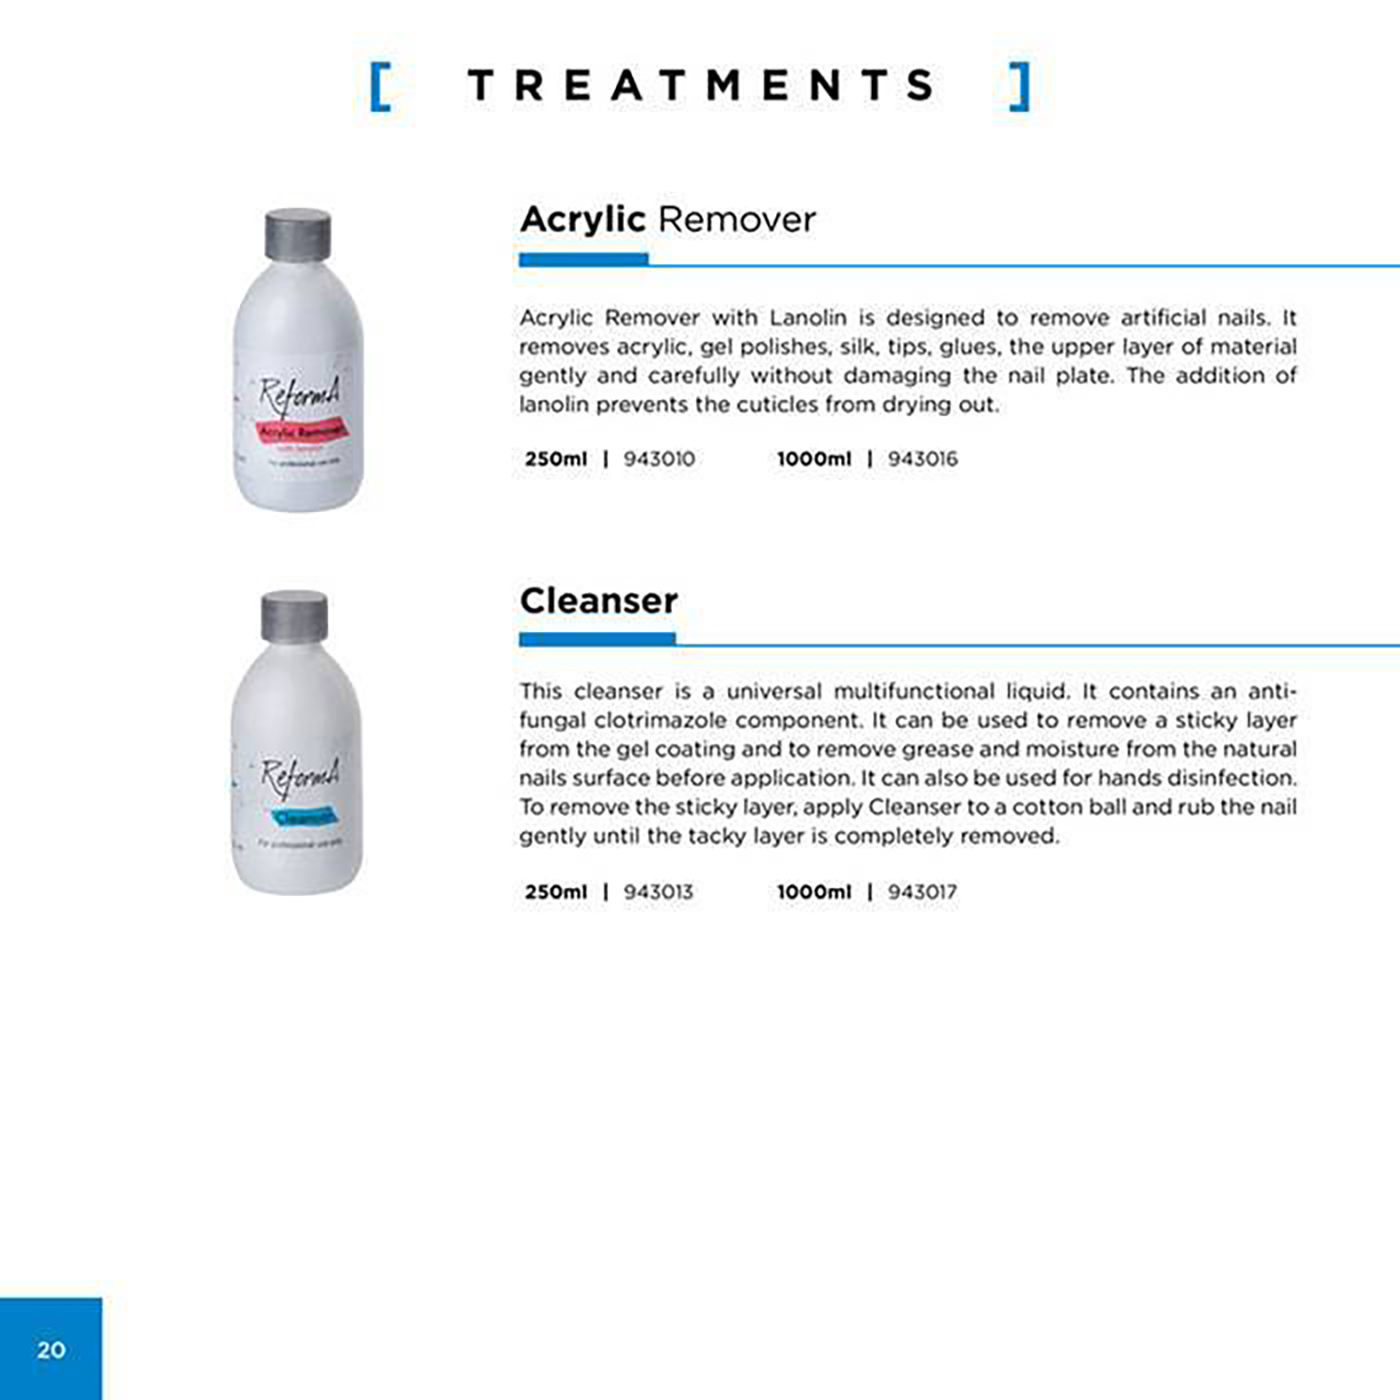 [ TREATMENTS ]
Acrylic Remover
Acrylic Remover with Lanolin is designed to remove artificial nails. It
removes acrylic, gel polishes, silk, tips, glues, the upper layer of material
gently and carefully without damaging the nail plate. The addition of
lanolin prevents the cuticles from drying out.
250ml | 943010 1000ml | 943016
ReformA
Acrylic Remover
with lanolin
For professional use only
Cleanser
This cleanser is a universal multifunctional liquid. It contains an anti-
fungal clotrimazole component. It can be used to remove a sticky layer
from the gel coating and to remove grease and moisture from the natural
nails surface before application. It can also be used for hands disinfection.
To remove the sticky layer, apply Cleanser to a cotton ball and rub the nail
gently until the tacky layer is completely removed.
250ml | 943013 1000ml | 943017
ReformA
Cleanser
For professional use only
20